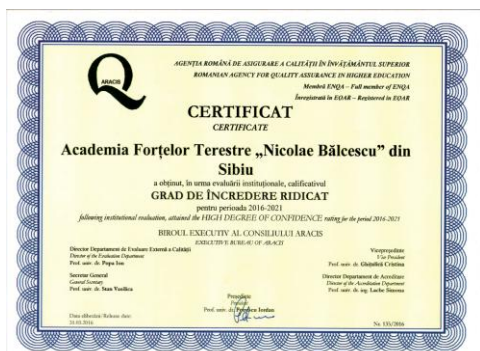 ARACIS
AGENȚIA ROMÂNĂ DE ASIGURARE A CALITĂȚII ÎN ÎNVĂȚĂMÂNTUL SUPERIOR
ROMANIAN AGENCY FOR QUALITY ASSURANCE IN HIGHER EDUCATION
Membră ENQA – Full member of ENQA
Înregistrată în EQAR – Registered in EQAR
CERTIFICAT
CERTIFICATE
Academia Forțelor Terestre „Nicolae Bălcescu” din
Sibiu
a obținut, în urma evaluării instituționale, calificativul
GRAD DE ÎNCREDERE RIDICAT
pentru perioada 2016-2021
following institutional evaluation, attained the HIGH DEGREE OF CONFIDENCE rating for the period 2016-2021
BIROUL EXECUTIV AL CONSILIULUI ARACIS
EXECUTIVE BUREAU OF ARACIS
Director Departament de Evaluare Externă a Calității
Director of the Evaluation Department
Prof. univ. dr. Popa Ion
Vicepreședinte
Vice President
Prof. univ. dr. Cristina
Secretar General
General Secretary
Prof. univ. dr. Stan Vasilica
Director Departament de Acreditare
Director of the Accreditation Department
Prof. univ. dr. ing. Lache Simona
Președinte
President
Prof. univ. dr. Petrescu Iordan
Data eliberării/Release date:
31.03.2016
Nr. 135/2016